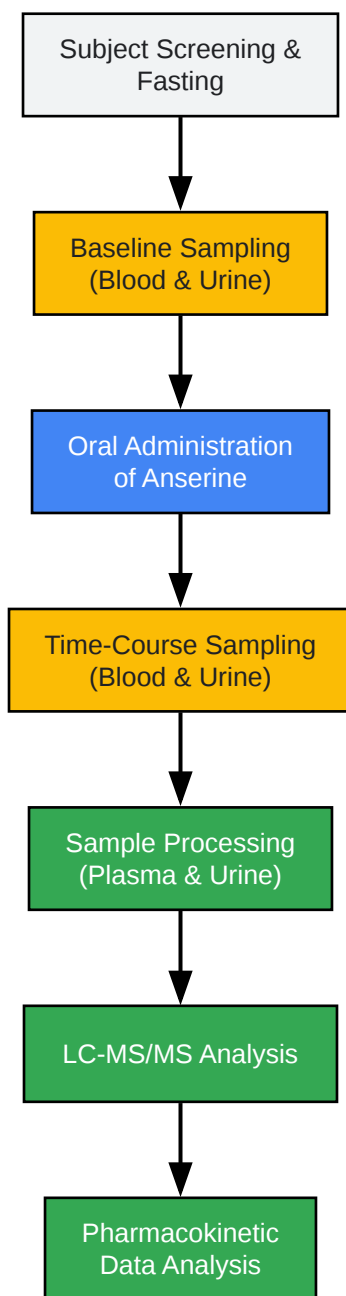 Subject Screening &
Fasting
Baseline Sampling
(Blood & Urine)
Oral Administration
of Anserine
Time-Course Sampling
(Blood & Urine)
Sample Processing
(Plasma & Urine)
LC-MS/MS Analysis
Pharmacokinetic
Data Analysis